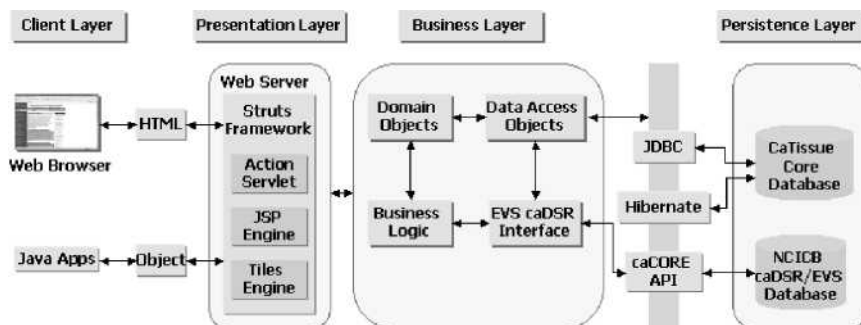 Client Layer
Presentation Layer
Business Layer
Persistence Layer
Web Server
Struts
Framework
Action
Servlet
JSP
Engine
Tiles
Engine
HTML
Web Browser
Java Apps
Object
Domain
Objects
Data Access
Objects
Business
Logic
EVS caDSR
Interface
JDBC
Hibernate
caCORE
API
CaTissue
Core
Database
NCICB
caDSR/EVS
Database